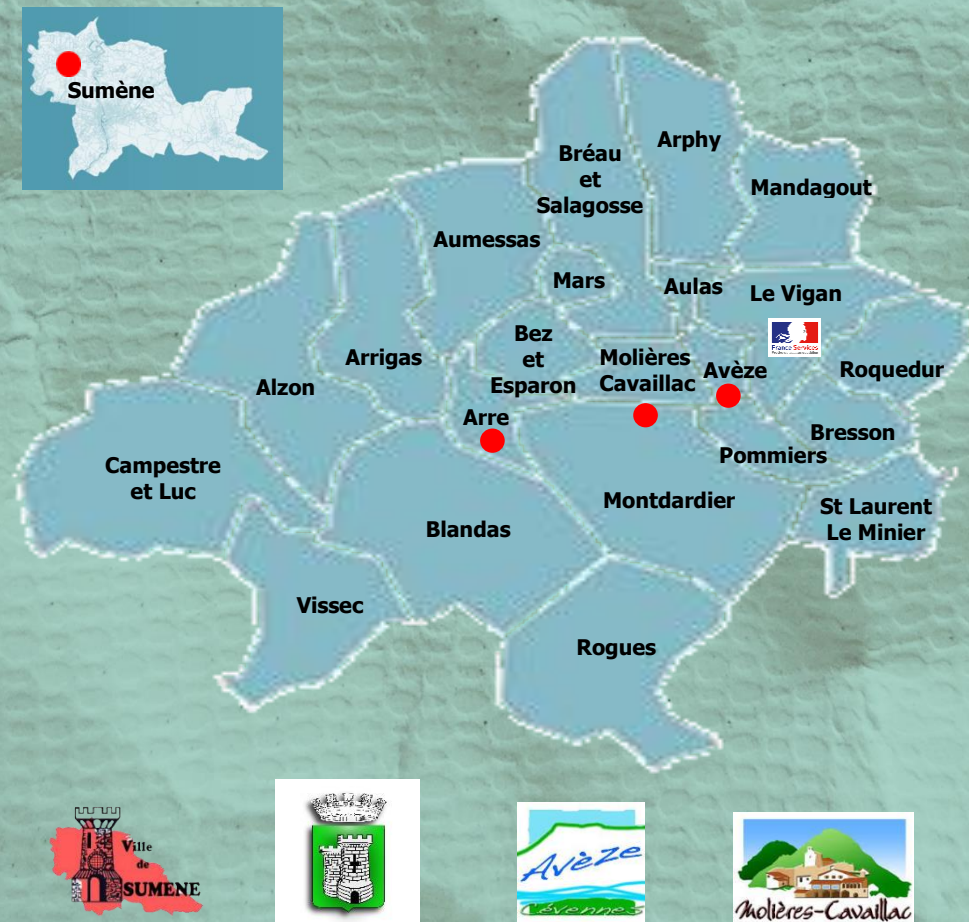 Sumène
Arphy
Bréau
et
Salagosse
Mandagout
Aumessas
Mars
Aulas
Le Vigan
France Services
Bez
et
Esparon
Molières
Cavaillac
Avèze
Arrigas
Roquedur
Alzon
Arre
Bresson
Pommiers
Campestre
et Luc
Montdardier
St Laurent
Le Minier
Blandas
Vissec
Rogues
Ville
de
SUMENE
Avèze
Cévennes
Molières-Cavaillac